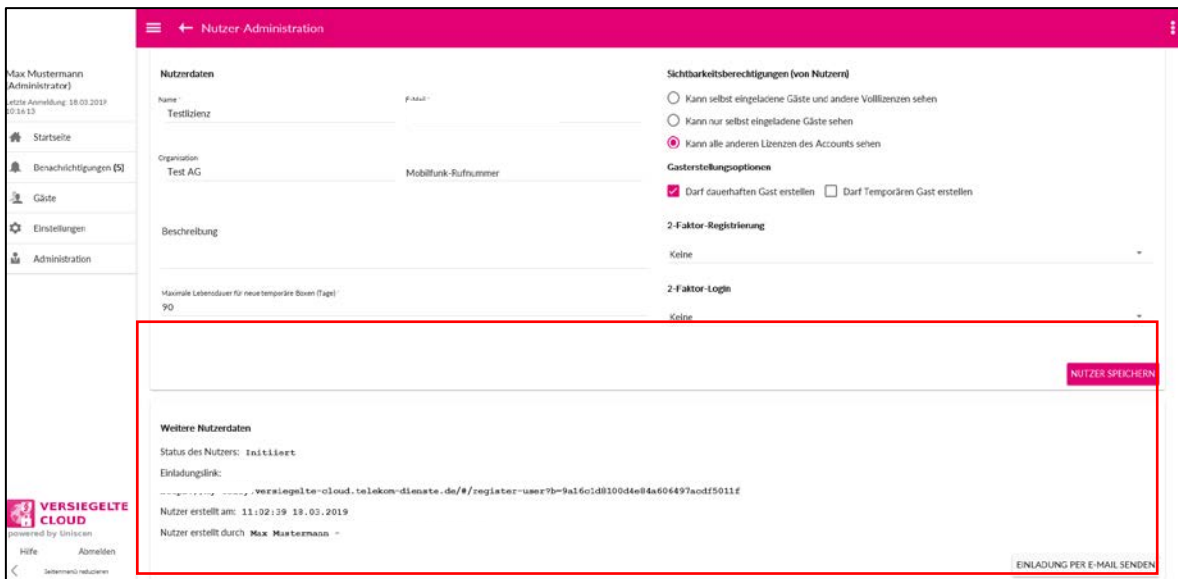 Nutzer-Administration
Max Mustermann
(Administrator)
Letzte Anmeldung: 18.03.2019
10:16:13
Startseite
Benachrichtigungen (5)
Gäste
Einstellungen
Administration
VERSIEGELTE
CLOUD
powered by Uniscon
Hilfe Abmelden
Seitenmenü reduzieren
Nutzerdaten
Name * E-Mail *
Testlizienz
Organisation
Test AG Mobilfunk-Rufnummer
Beschreibung
Maximale Lebensdauer für neue temporäre Boxen (Tage) *
90
Sichtbarkeitsberechtigungen (von Nutzern)
Kann selbst eingeladene Gäste und andere Volllizenzen sehen
Kann nur selbst eingeladene Gäste sehen
Kann alle anderen Lizenzen des Accounts sehen
Gasterstellungsoptionen
Darf dauerhaften Gast erstellen Darf Temporären Gast erstellen
2-Faktor-Registrierung
Keine
2-Faktor-Login
Keine
NUTZER SPEICHERN
Weitere Nutzerdaten
Status des Nutzers: Initiiert
Einladungslink:
.versiegelte-cloud.telekom-dienste.de/#/register-user?b=9a16c1d8100d4e84a606497acdf5011f
Nutzer erstellt am: 11:02:39 18.03.2019
Nutzer erstellt durch Max Mustermann -
EINLADUNG PER E-MAIL SENDEN